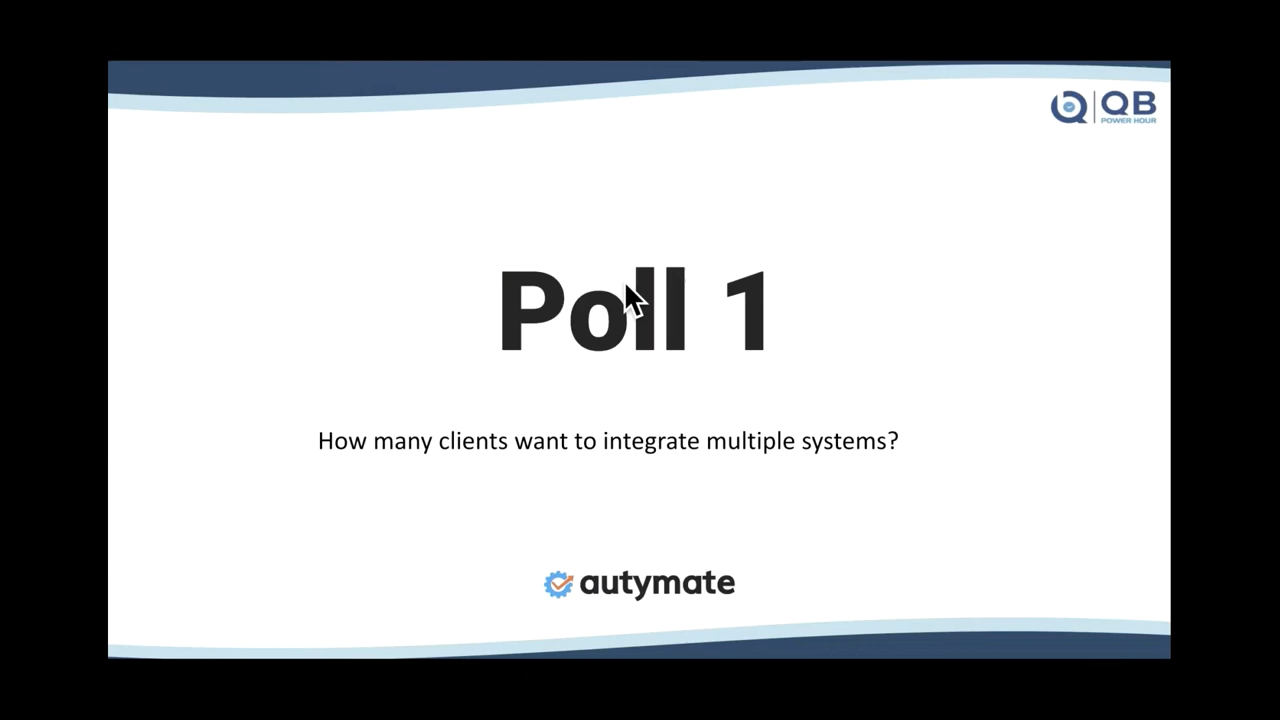 QB
POWER HOUR
Poll 1
How many clients want to integrate multiple systems?
autymate